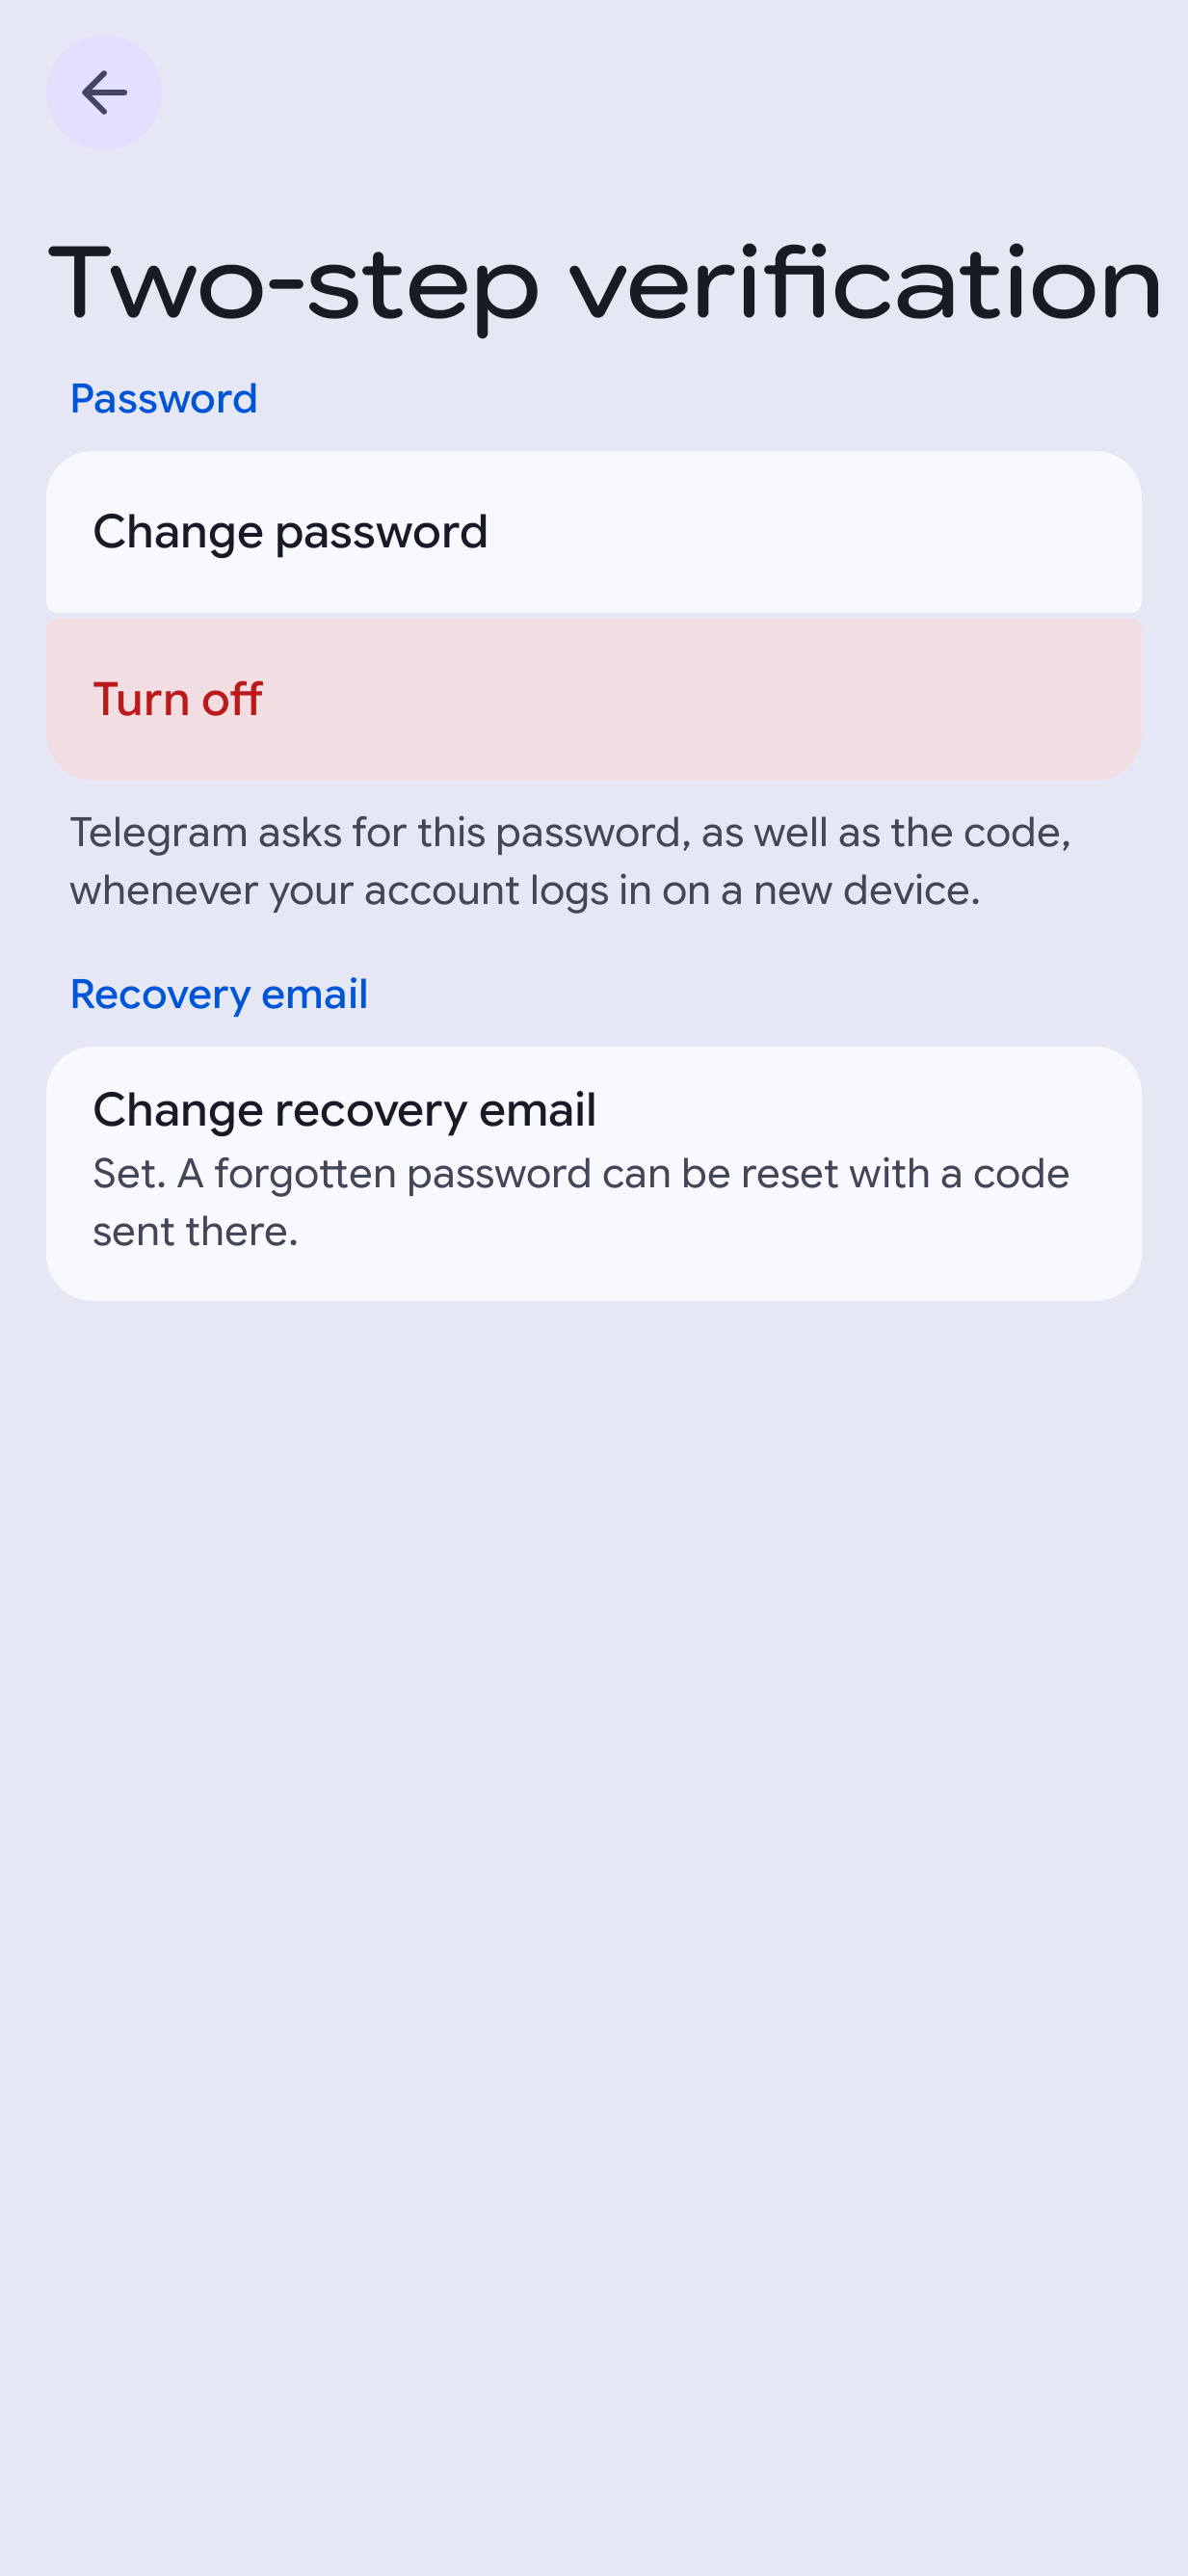 Two-step verification
Password
Change password
Turn off
Telegram asks for this password, as well as the code,
whenever your account logs in on a new device.
Recovery email
Change recovery email
Set. A forgotten password can be reset with a code
sent there.